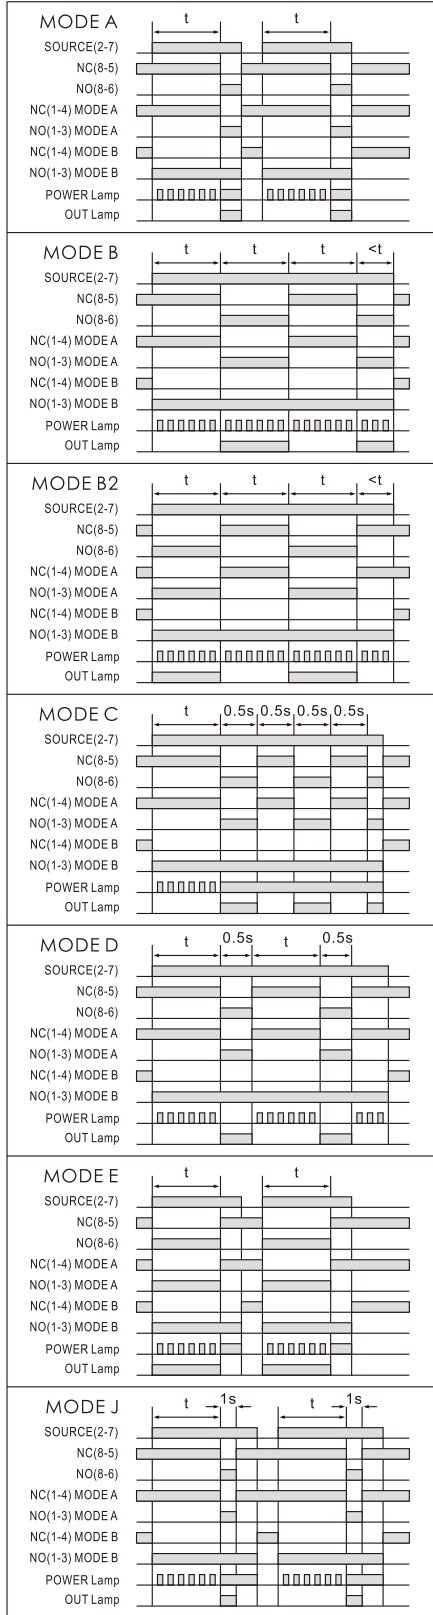 MODE A
t t
SOURCE(2-7)
NC(8-5)
NO(8-6)
NC(1-4) MODE A
NO(1-3) MODE A
NC(1-4) MODE B
NO(1-3) MODE B
POWER Lamp
OUT Lamp
MODE B
t t t <t
SOURCE(2-7)
NC(8-5)
NO(8-6)
NC(1-4) MODE A
NO(1-3) MODE A
NC(1-4) MODE B
NO(1-3) MODE B
POWER Lamp
OUT Lamp
MODE B2
t t t <t
SOURCE(2-7)
NC(8-5)
NO(8-6)
NC(1-4) MODE A
NO(1-3) MODE A
NC(1-4) MODE B
NO(1-3) MODE B
POWER Lamp
OUT Lamp
MODE C
t 0.5s 0.5s 0.5s 0.5s
SOURCE(2-7)
NC(8-5)
NO(8-6)
NC(1-4) MODE A
NO(1-3) MODE A
NC(1-4) MODE B
NO(1-3) MODE B
POWER Lamp
OUT Lamp
MODE D
t 0.5s t 0.5s
SOURCE(2-7)
NC(8-5)
NO(8-6)
NC(1-4) MODE A
NO(1-3) MODE A
NC(1-4) MODE B
NO(1-3) MODE B
POWER Lamp
OUT Lamp
MODE E
t t
SOURCE(2-7)
NC(8-5)
NO(8-6)
NC(1-4) MODE A
NO(1-3) MODE A
NC(1-4) MODE B
NO(1-3) MODE B
POWER Lamp
OUT Lamp
MODE J
t 1s t 1s
SOURCE(2-7)
NC(8-5)
NO(8-6)
NC(1-4) MODE A
NO(1-3) MODE A
NC(1-4) MODE B
NO(1-3) MODE B
POWER Lamp
OUT Lamp